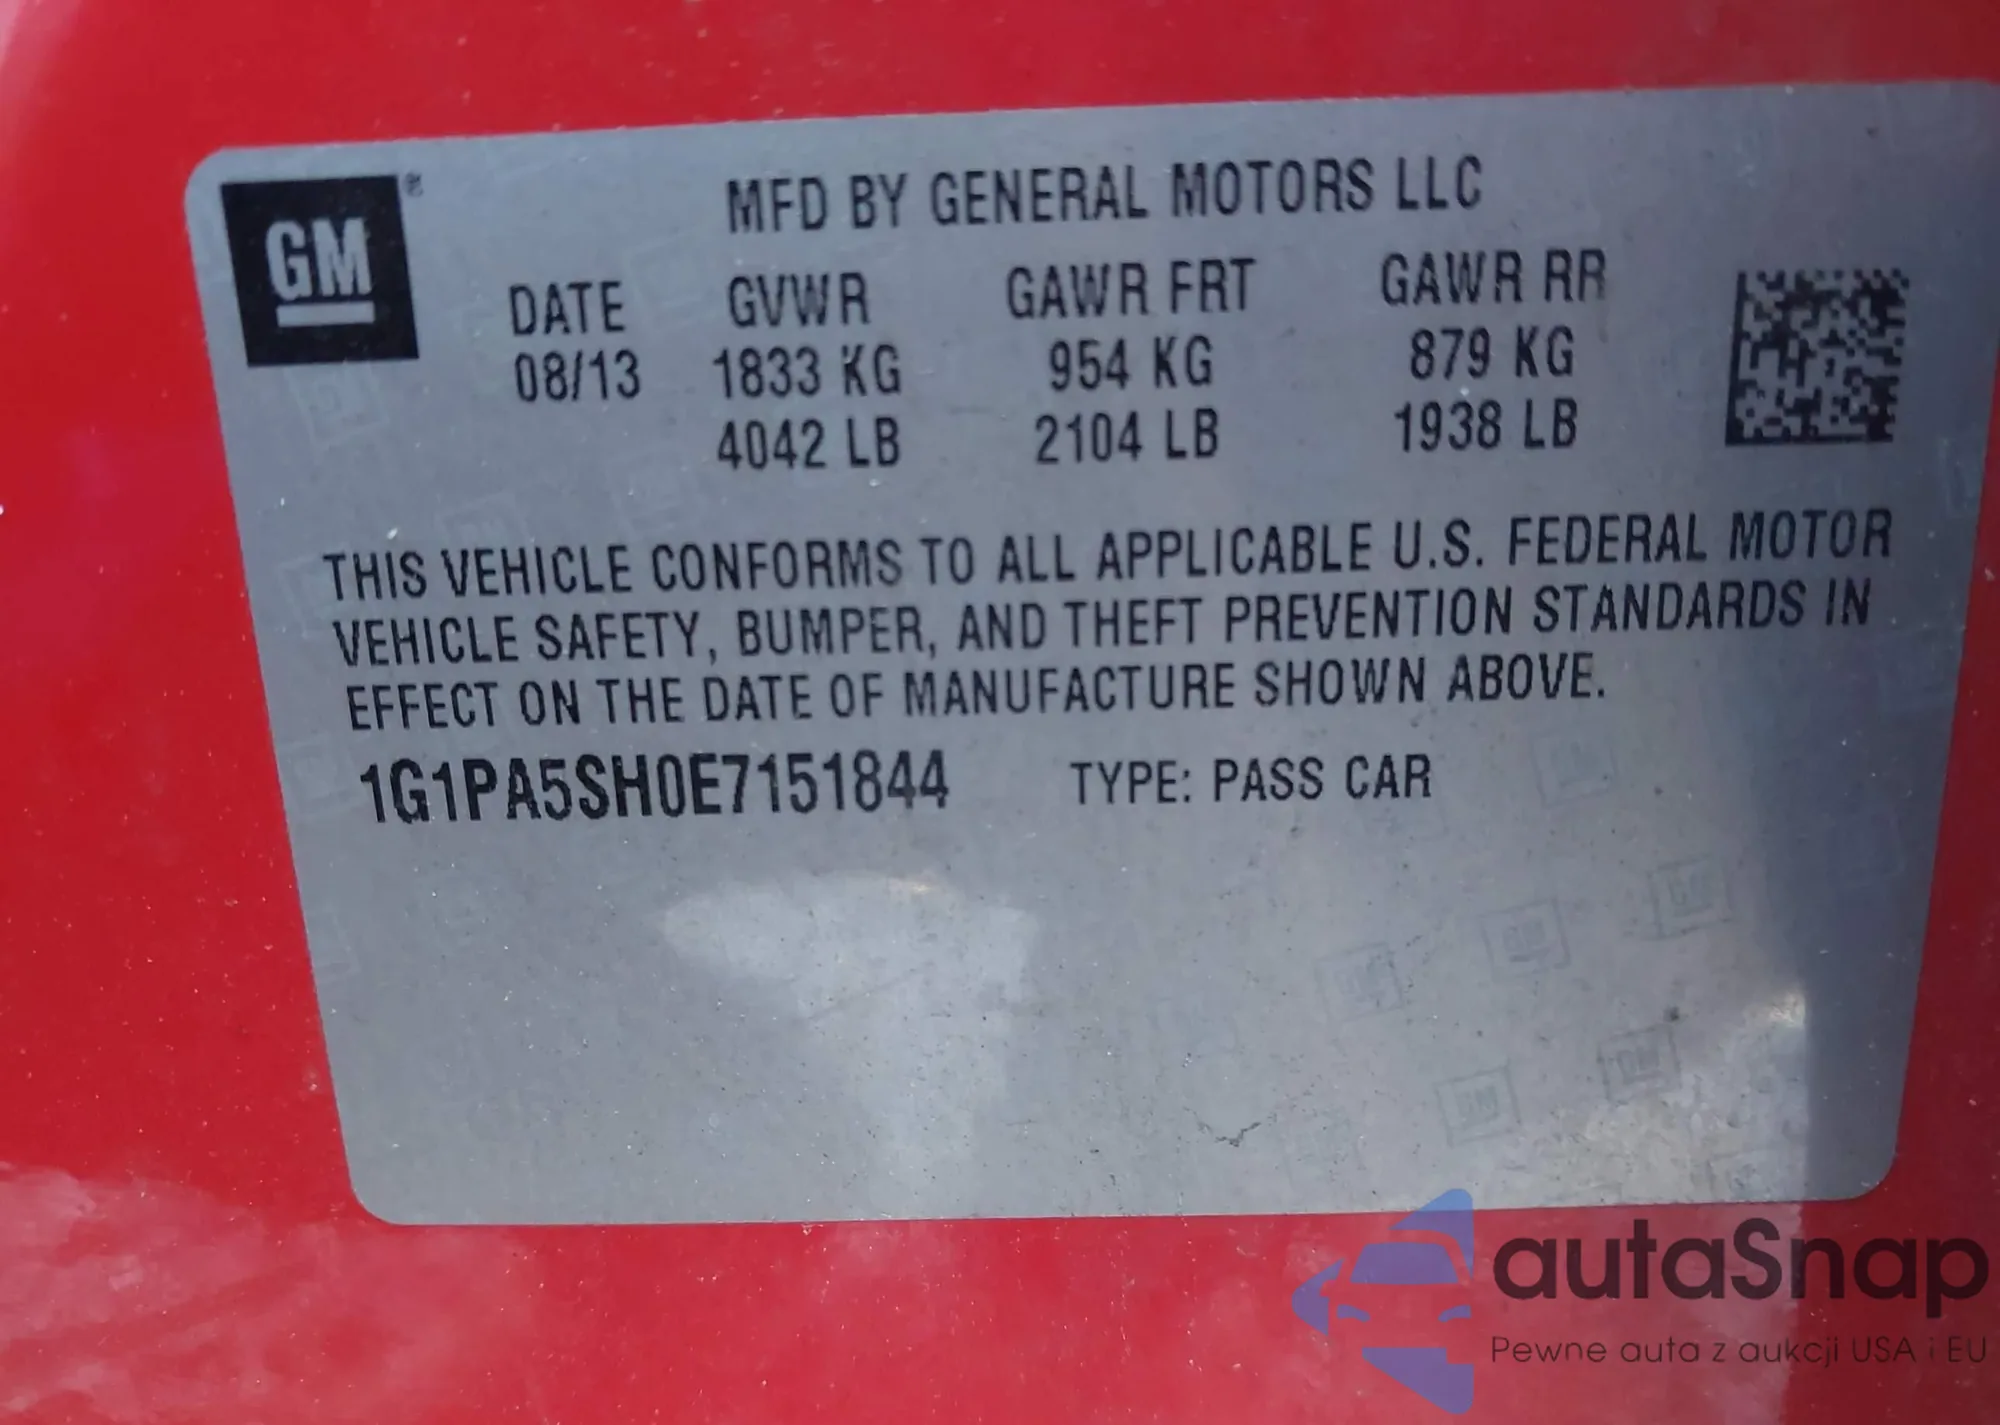 GM®
MFD BY GENERAL MOTORS LLC
DATE GVWR GAWR FRT GAWR RR
08/13 1833 KG 954 KG 879 KG
4042 LB 2104 LB 1938 LB
THIS VEHICLE CONFORMS TO ALL APPLICABLE U.S. FEDERAL MOTOR
VEHICLE SAFETY, BUMPER, AND THEFT PREVENTION STANDARDS IN
EFFECT ON THE DATE OF MANUFACTURE SHOWN ABOVE.
1G1PA5SH0E7151844 TYPE: PASS CAR
autaSnap
Pewne auta z aukcji USA i EU